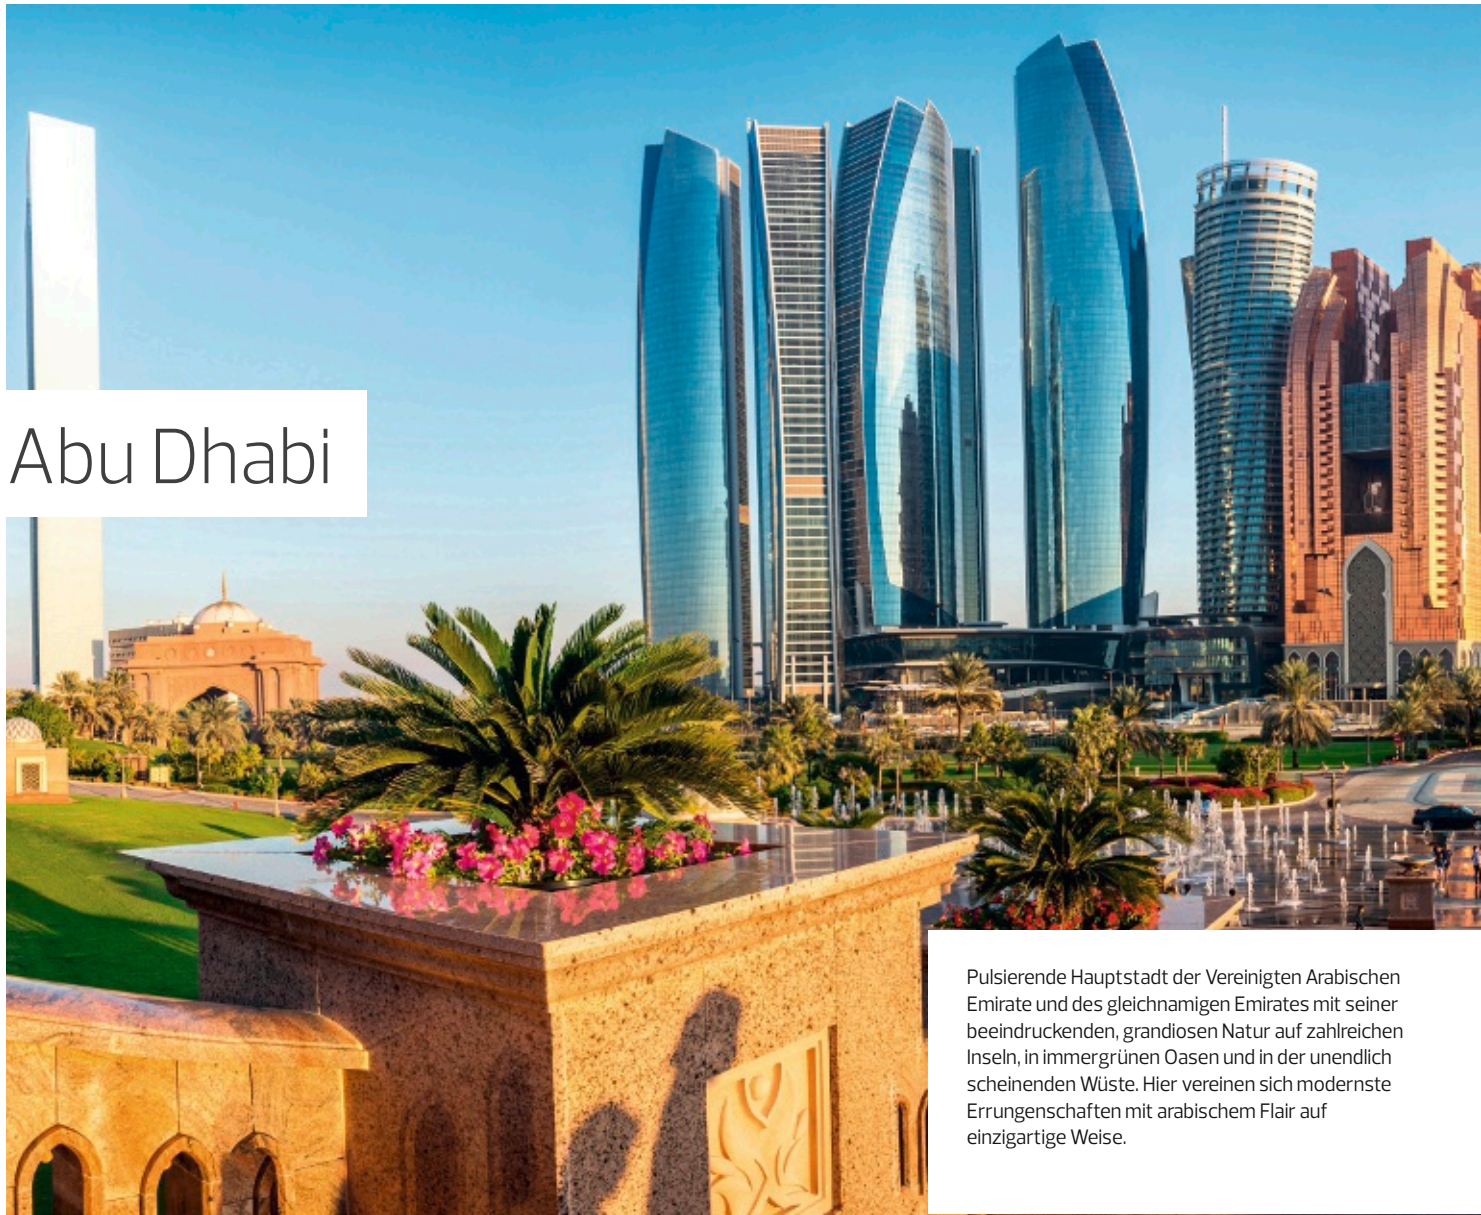 Abu Dhabi
Pulsierende Hauptstadt der Vereinigten Arabischen
Emirate und des gleichnamigen Emirates mit seiner
beeindruckenden, grandiosen Natur auf zahlreichen
Inseln, in immergrünen Oasen und in der unendlich
scheinenden Wüste. Hier vereinen sich modernste
Errungenschaften mit arabischem Flair auf
einzigartige Weise.